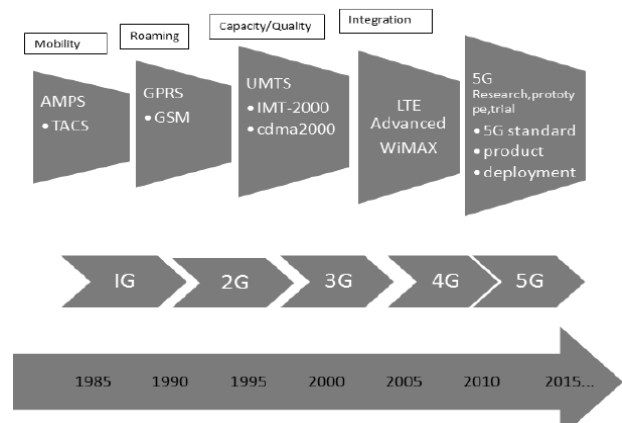 Mobility
Roaming
Capacity/Quality
Integration
AMPS
• TACS
GPRS
• GSM
UMTS
• IMT-2000
• cdma2000
LTE
Advanced
WiMAX
5G
Research,prototy
pe,trial
• 5G standard
• product
• deployment
IG
2G
3G
4G
5G
1985
1990
1995
2000
2005
2010
2015...